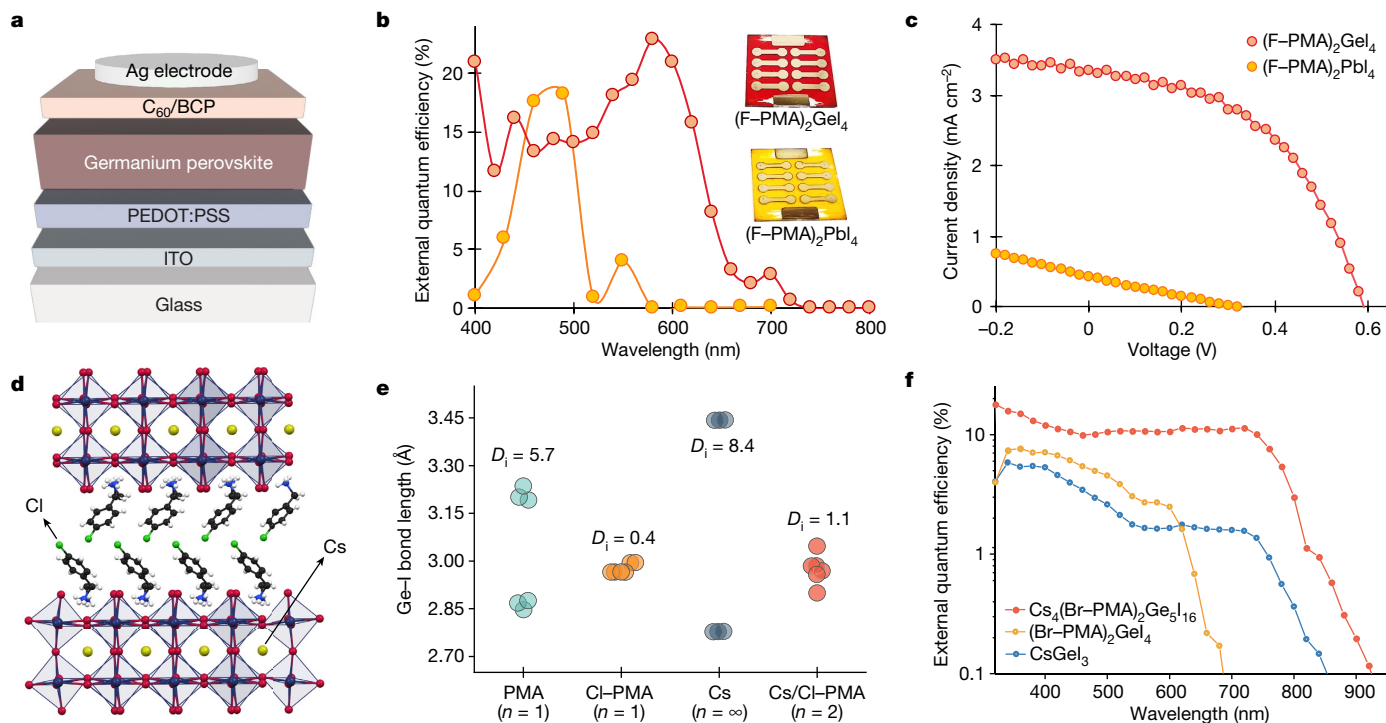 a
Ag electrode
C₆₀/BCP
Germanium perovskite
PEDOT:PSS
ITO
Glass
b
External quantum efficiency (%)
20
15
10
5
0
400
500
600
700
800
Wavelength (nm)
(F–PMA)₂GeI₄
(F–PMA)₂PbI₄
c
Current density (mA cm⁻²)
4
3
2
1
0
–0.2
0
0.2
0.4
0.6
Voltage (V)
(F–PMA)₂GeI₄
(F–PMA)₂PbI₄
d
Cl
Cs
e
Ge–I bond length (Å)
3.45
3.30
3.15
3.00
2.85
2.70
Dᵢ = 5.7
Dᵢ = 0.4
Dᵢ = 8.4
Dᵢ = 1.1
PMA
(n = 1)
Cl–PMA
(n = 1)
Cs
(n = ∞)
Cs/Cl–PMA
(n = 2)
f
External quantum efficiency (%)
10
1
0.1
400
500
600
700
800
900
Wavelength (nm)
Cs₄(Br–PMA)₂Ge₅I₁₆
(Br–PMA)₂GeI₄
CsGeI₃